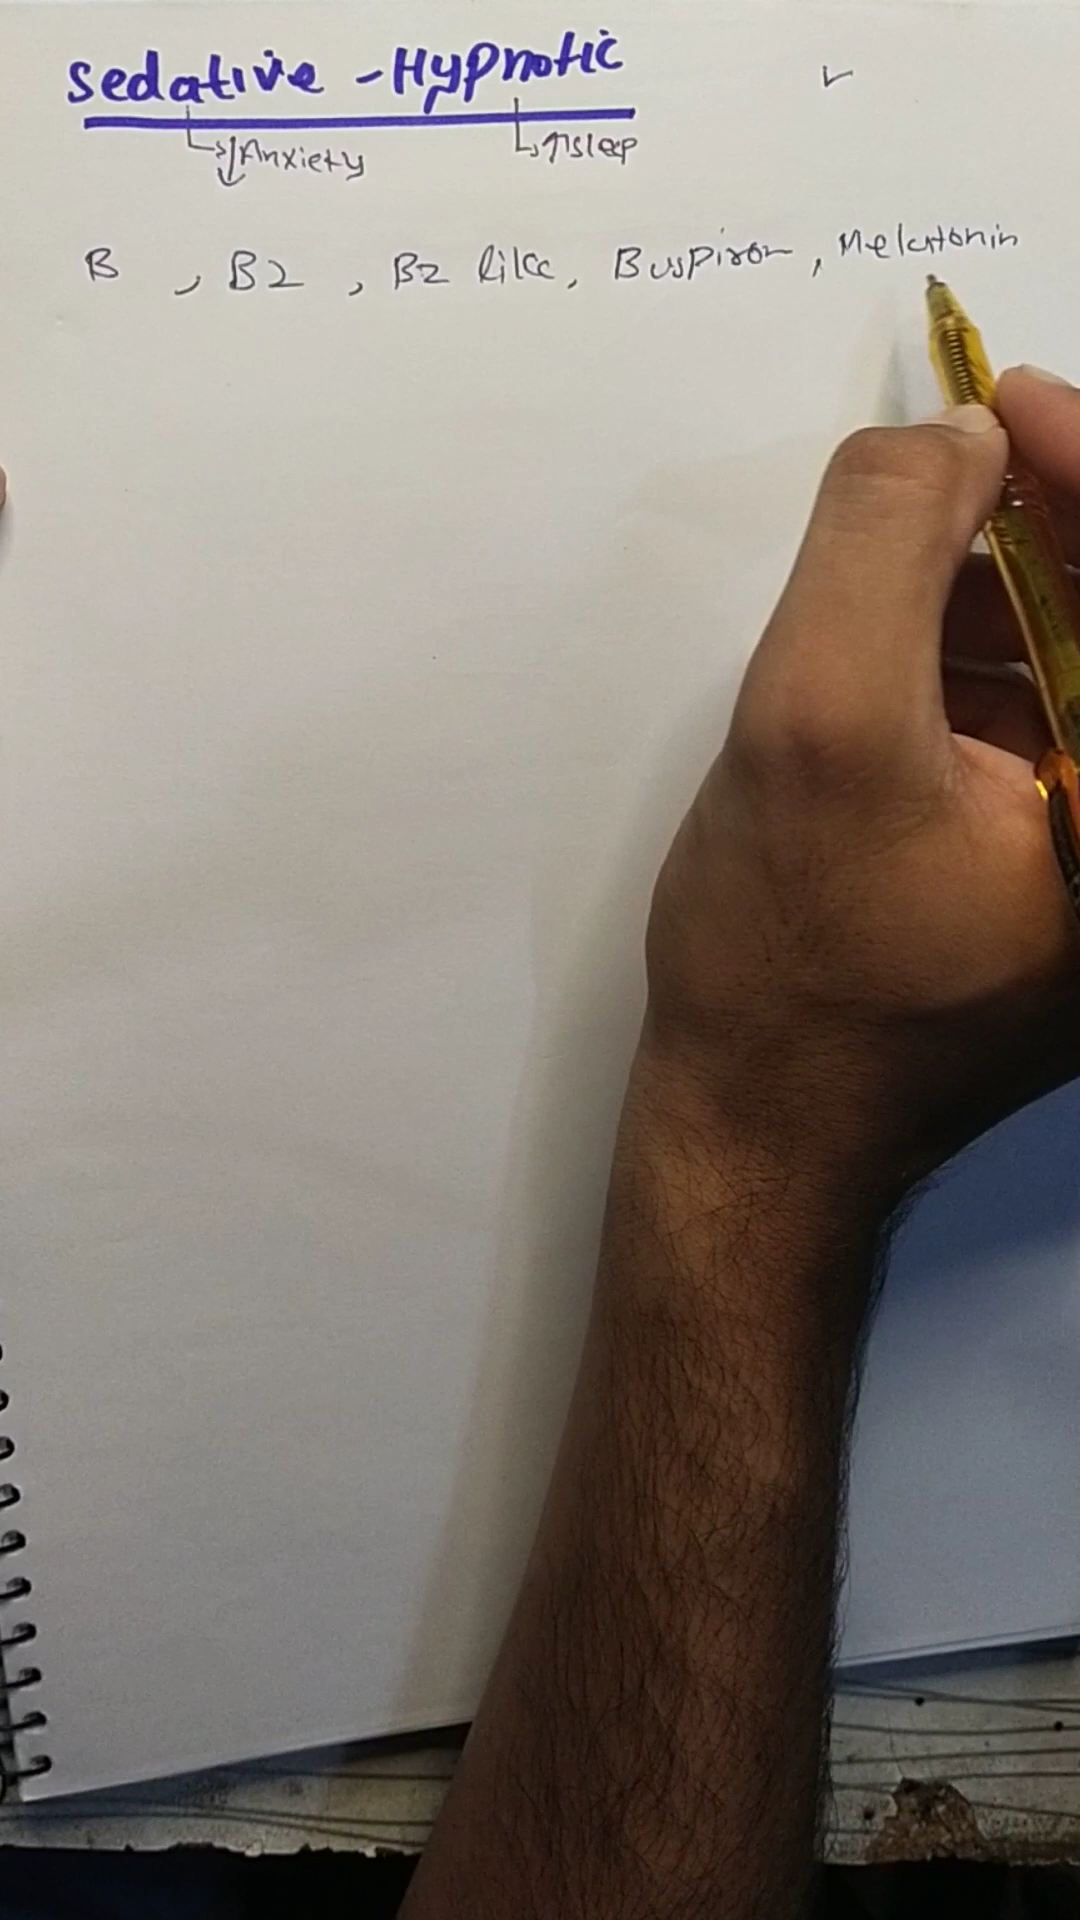 Sedative - Hypnotic
↓Anxiety ↑sleep
B, BZ, BZ like, Buspiron, Melatonin